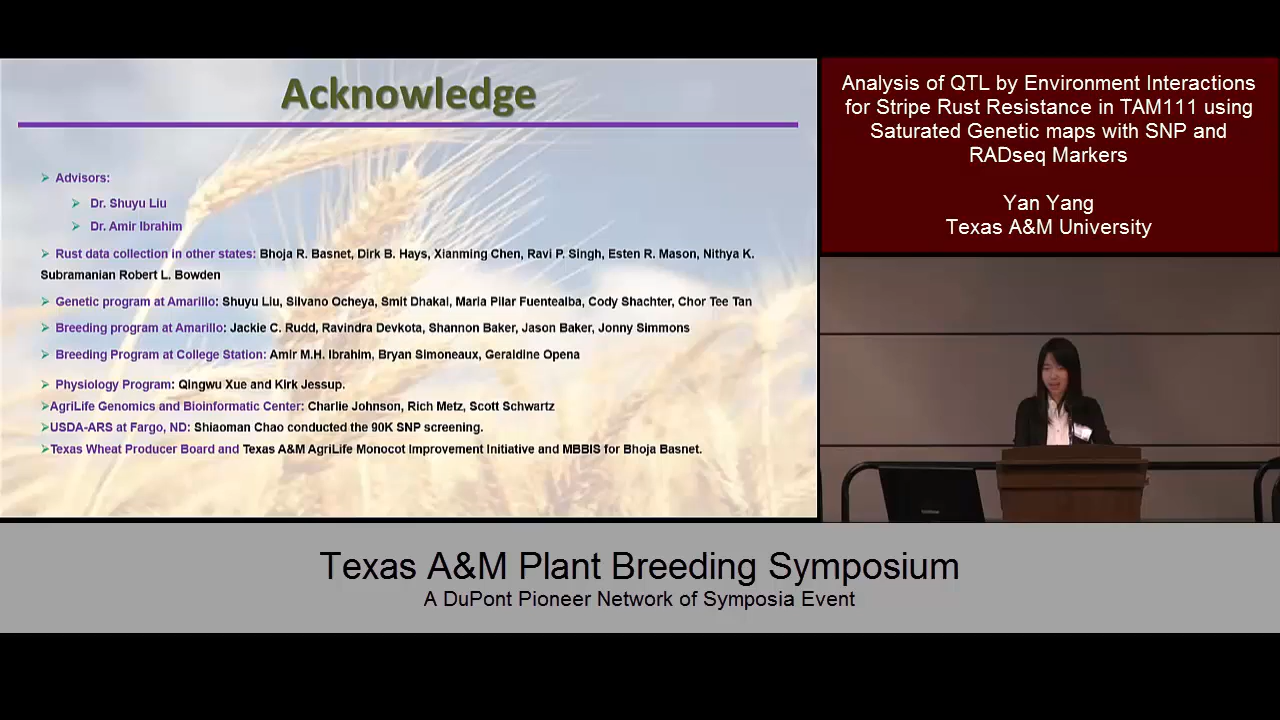 Acknowledge
Advisors:
Dr. Shuyu Liu
Dr. Amir Ibrahim
Rust data collection in other states: Bhoja R. Basnet, Dirk B. Hays, Xianming Chen, Ravi P. Singh, Esten R. Mason, Nithya K.
Subramanian Robert L. Bowden
Genetic program at Amarillo: Shuyu Liu, Silvano Ocheya, Smit Dhakal, Maria Pilar Fuentealba, Cody Shachter, Chor Tee Tan
Breeding program at Amarillo: Jackie C. Rudd, Ravindra Devkota, Shannon Baker, Jason Baker, Jonny Simmons
Breeding Program at College Station: Amir M.H. Ibrahim, Bryan Simoneaux, Geraldine Opena
Physiology Program: Qingwu Xue and Kirk Jessup.
AgriLife Genomics and Bioinformatic Center: Charlie Johnson, Rich Metz, Scott Schwartz
USDA-ARS at Fargo, ND: Shiaoman Chao conducted the 90K SNP screening.
Texas Wheat Producer Board and Texas A&M AgriLife Monocot Improvement Initiative and MBBIS for Bhoja Basnet.
Analysis of QTL by Environment Interactions
for Stripe Rust Resistance in TAM111 using
Saturated Genetic maps with SNP and
RADseq Markers
Yan Yang
Texas A&M University
Texas A&M Plant Breeding Symposium
A DuPont Pioneer Network of Symposia Event